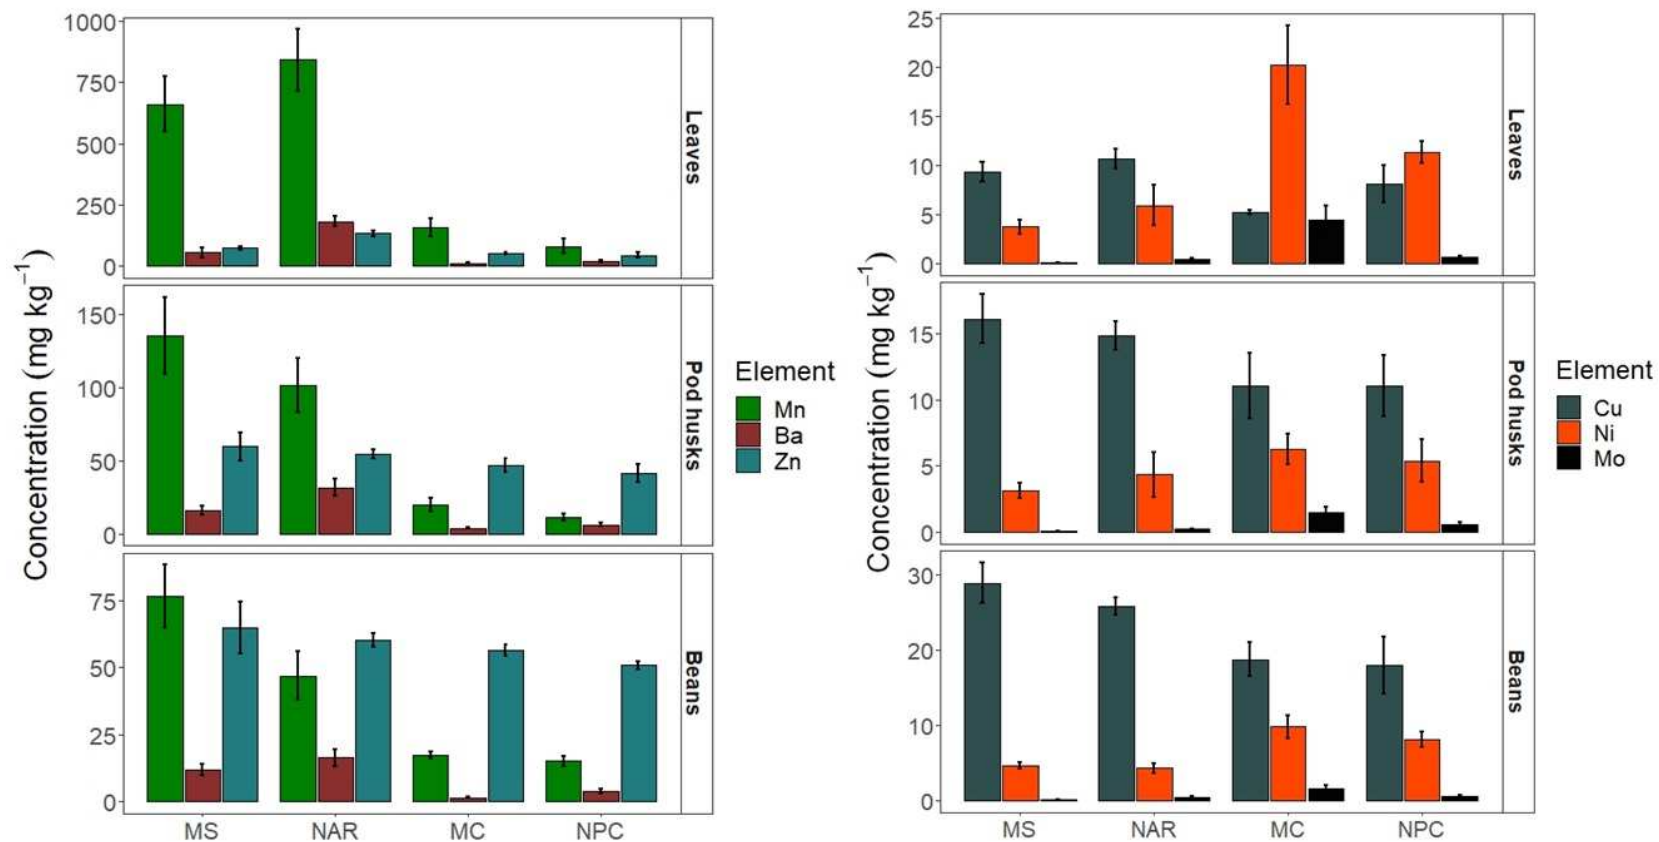 Concentration (mg kg⁻¹)
1000
750
500
250
0
Leaves
150
100
50
0
Pod husks
75
50
25
0
Beans
MS NAR MC NPC
Element
Mn
Ba
Zn
Concentration (mg kg⁻¹)
25
20
15
10
5
0
Leaves
15
10
5
0
Pod husks
30
20
10
0
Beans
MS NAR MC NPC
Element
Cu
Ni
Mo